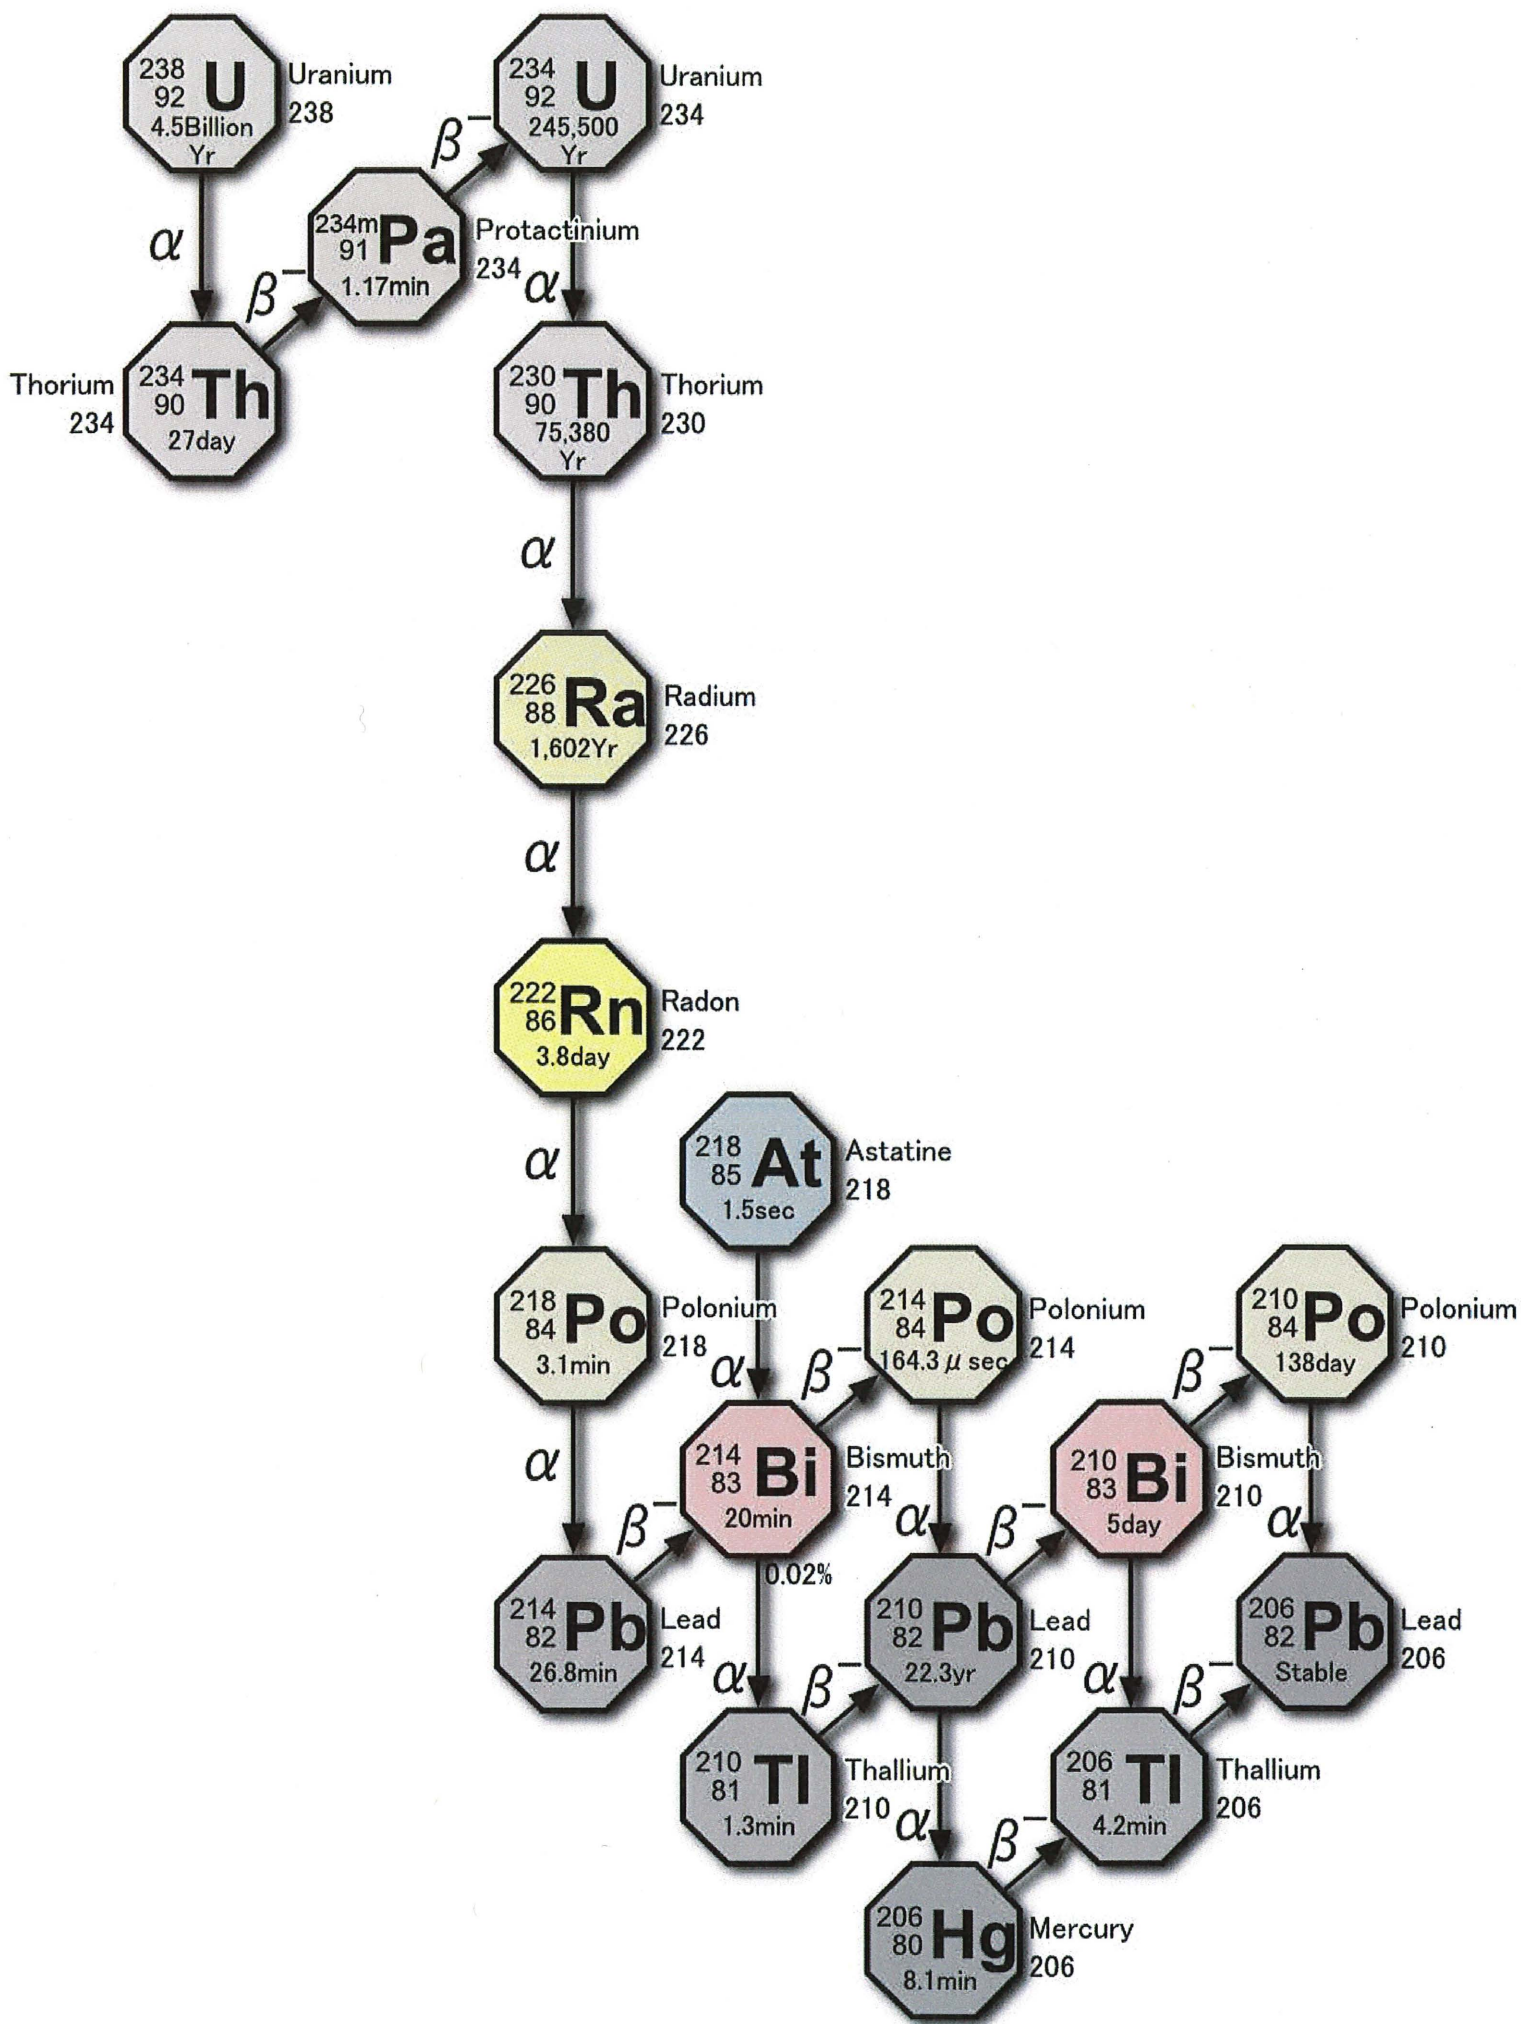 238
92 U
4.5Billion
Yr
Uranium
238
α
234
90 Th
27day
Thorium
234
β−
234m
91 Pa
1.17min
Protactinium
234
β−
234
92 U
245,500
Yr
Uranium
234
α
230
90 Th
75,380
Yr
Thorium
230
α
226
88 Ra
1,602Yr
Radium
226
α
222
86 Rn
3.8day
Radon
222
α
218
84 Po
3.1min
Polonium
218
α
214
82 Pb
26.8min
Lead
214
β−
218
85 At
1.5sec
Astatine
218
α
214
83 Bi
20min
Bismuth
214
0.02%
α
β−
210
81 Tl
1.3min
Thallium
210
β−
214
84 Po
164.3 μ sec
Polonium
214
α
210
82 Pb
22.3yr
Lead
210
α
β−
206
80 Hg
8.1min
Mercury
206
β−
210
83 Bi
5day
Bismuth
210
α
β−
206
81 Tl
4.2min
Thallium
206
β−
210
84 Po
138day
Polonium
210
α
206
82 Pb
Stable
Lead
206